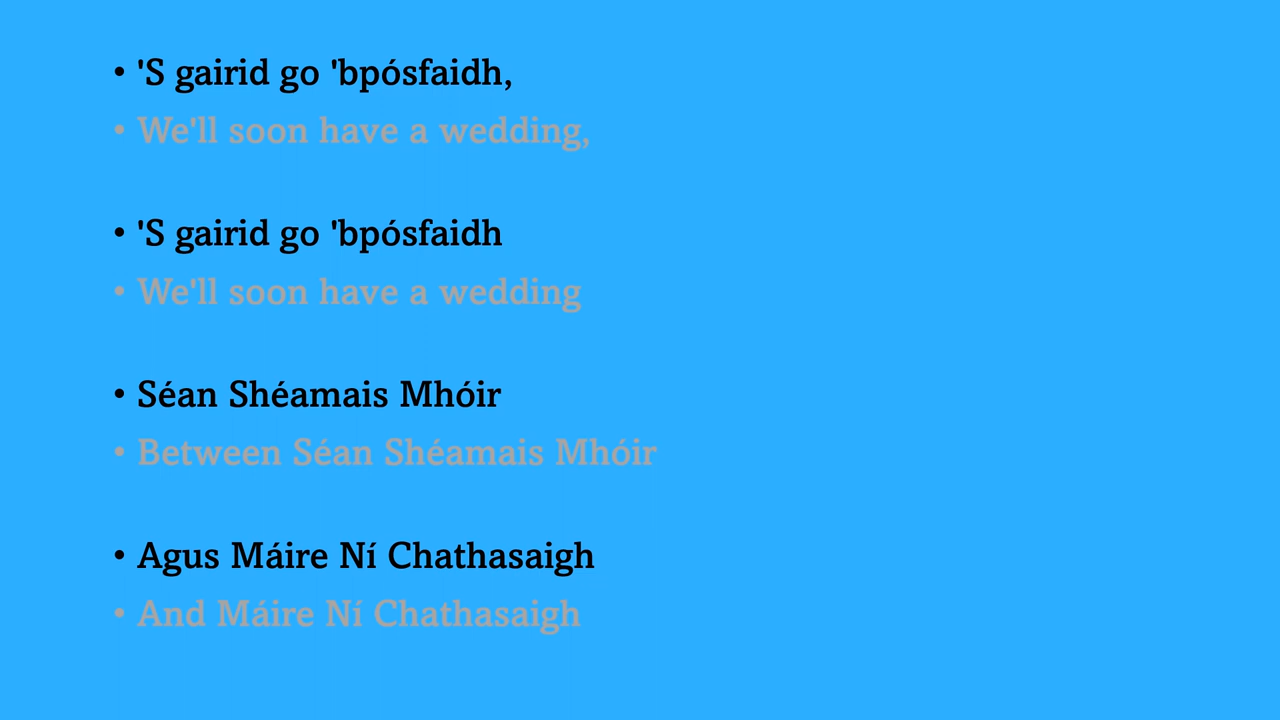 • 'S gairid go 'bpósfaidh,
• We'll soon have a wedding,
• 'S gairid go 'bpósfaidh
• We'll soon have a wedding
• Séan Shéamais Mhóir
• Between Séan Shéamais Mhóir
• Agus Máire Ní Chathasaigh
• And Máire Ní Chathasaigh